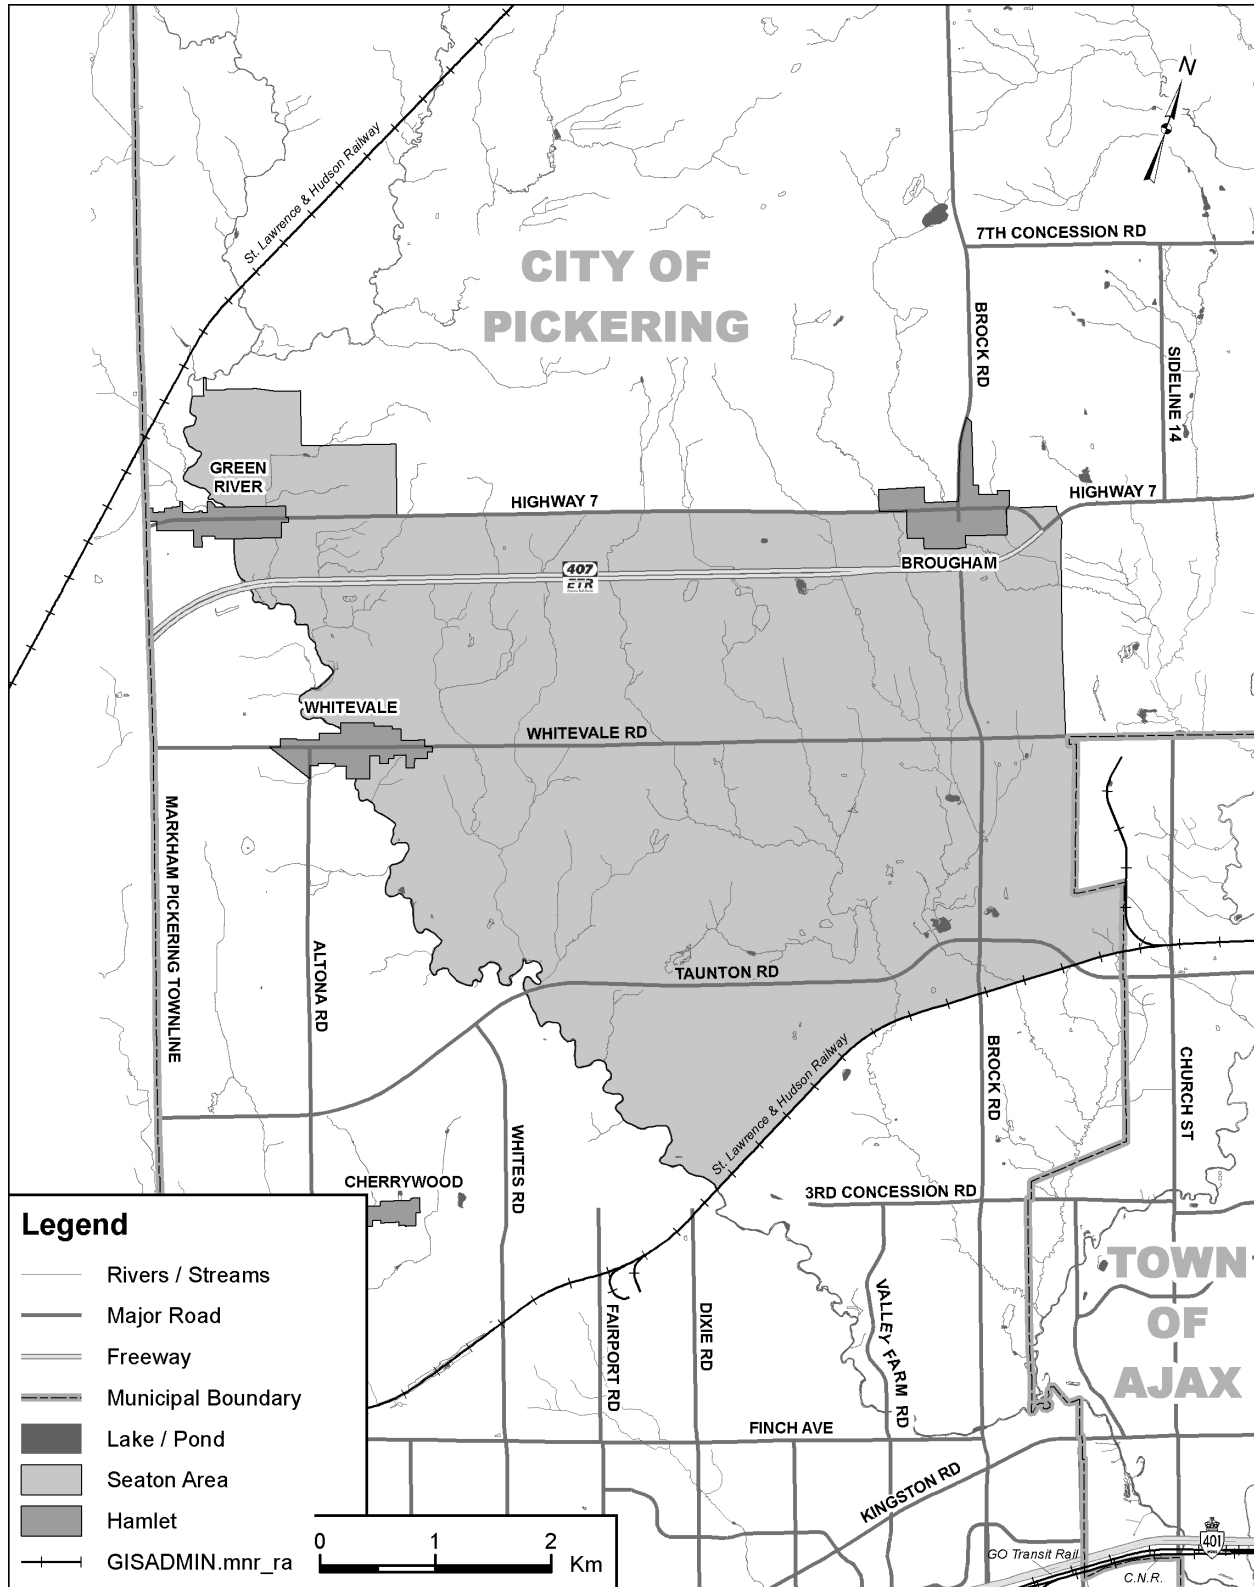 N
St. Lawrence & Hudson Railway
7TH CONCESSION RD
CITY OF
PICKERING
BROCK RD
SIDELINE 14
GREEN
RIVER
HIGHWAY 7
HIGHWAY 7
BROUGHAM
407
ETR
WHITEVALE
WHITEVALE RD
MARKHAM PICKERING TOWNLINE
ALTONA RD
TAUNTON RD
BROCK RD
CHURCH ST
St. Lawrence & Hudson Railway
WHITES RD
CHERRYWOOD
3RD CONCESSION RD
TOWN
OF
AJAX
VALLEY FARM RD
FAIRPORT RD
DIXIE RD
FINCH AVE
KINGSTON RD
401
GO Transit Rail
C.N.R.
Legend
Rivers / Streams
Major Road
Freeway
Municipal Boundary
Lake / Pond
Seaton Area
Hamlet
GISADMIN.mnr_ra
0 1 2
Km